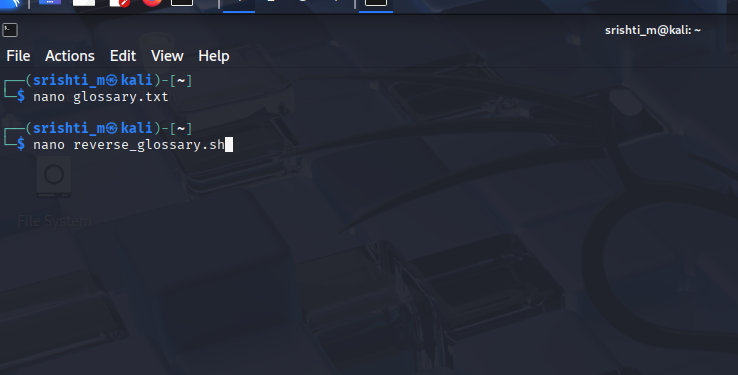 srishti_m@kali: ~
File Actions Edit View Help
┌──(srishti_m㉿kali)-[~]
└─$ nano glossary.txt
┌──(srishti_m㉿kali)-[~]
└─$ nano reverse_glossary.sh
File System